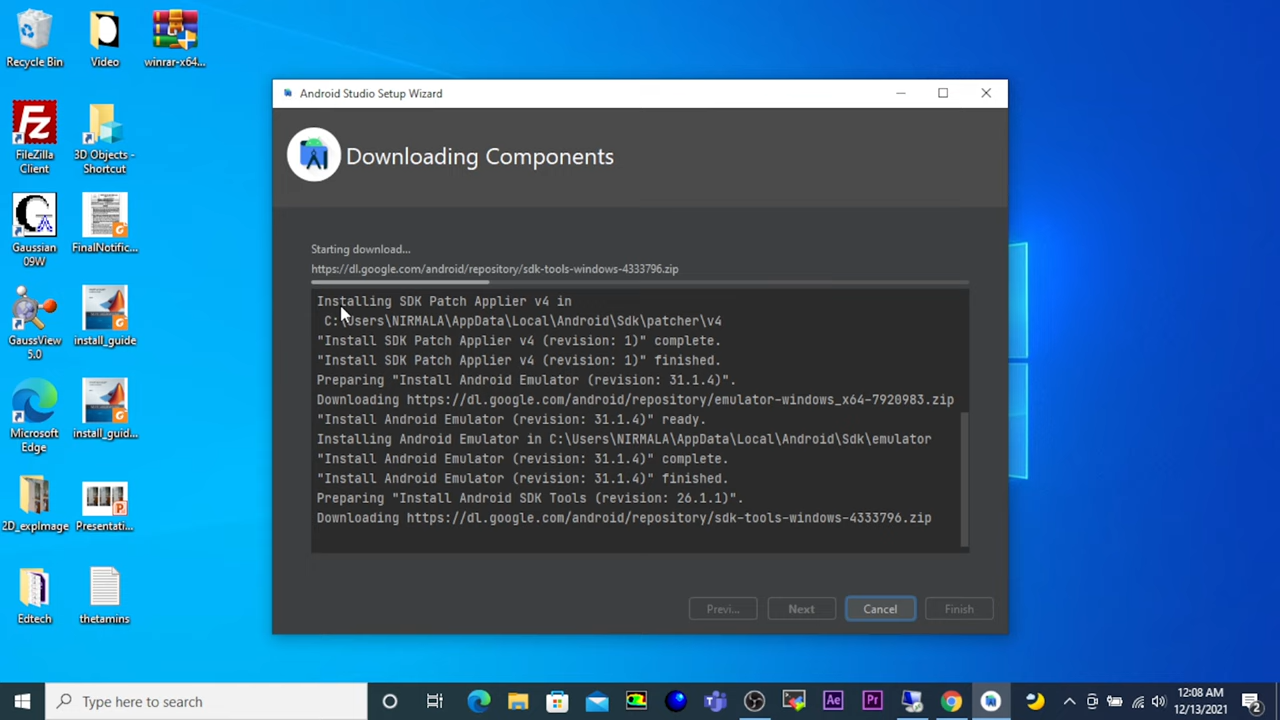 Recycle Bin
Video
winrar-x64...
FileZilla
Client
3D Objects -
Shortcut
Gaussian
09W
FinalNotific...
GaussView
5.0
install_guide
Microsoft
Edge
install_guid...
2D_expImage
Presentati...
Edtech
thetamins
Android Studio Setup Wizard
Downloading Components
Starting download...
https://dl.google.com/android/repository/sdk-tools-windows-4333796.zip
Installing SDK Patch Applier v4 in
C:\Users\NIRMALA\AppData\Local\Android\Sdk\patcher\v4
"Install SDK Patch Applier v4 (revision: 1)" complete.
"Install SDK Patch Applier v4 (revision: 1)" finished.
Preparing "Install Android Emulator (revision: 31.1.4)".
Downloading https://dl.google.com/android/repository/emulator-windows_x64-7920983.zip
"Install Android Emulator (revision: 31.1.4)" ready.
Installing Android Emulator in C:\Users\NIRMALA\AppData\Local\Android\Sdk\emulator
"Install Android Emulator (revision: 31.1.4)" complete.
"Install Android Emulator (revision: 31.1.4)" finished.
Preparing "Install Android SDK Tools (revision: 26.1.1)".
Downloading https://dl.google.com/android/repository/sdk-tools-windows-4333796.zip
Previ... Next Cancel Finish
Type here to search
Ae
Pr
12:08 AM
12/13/2021
2